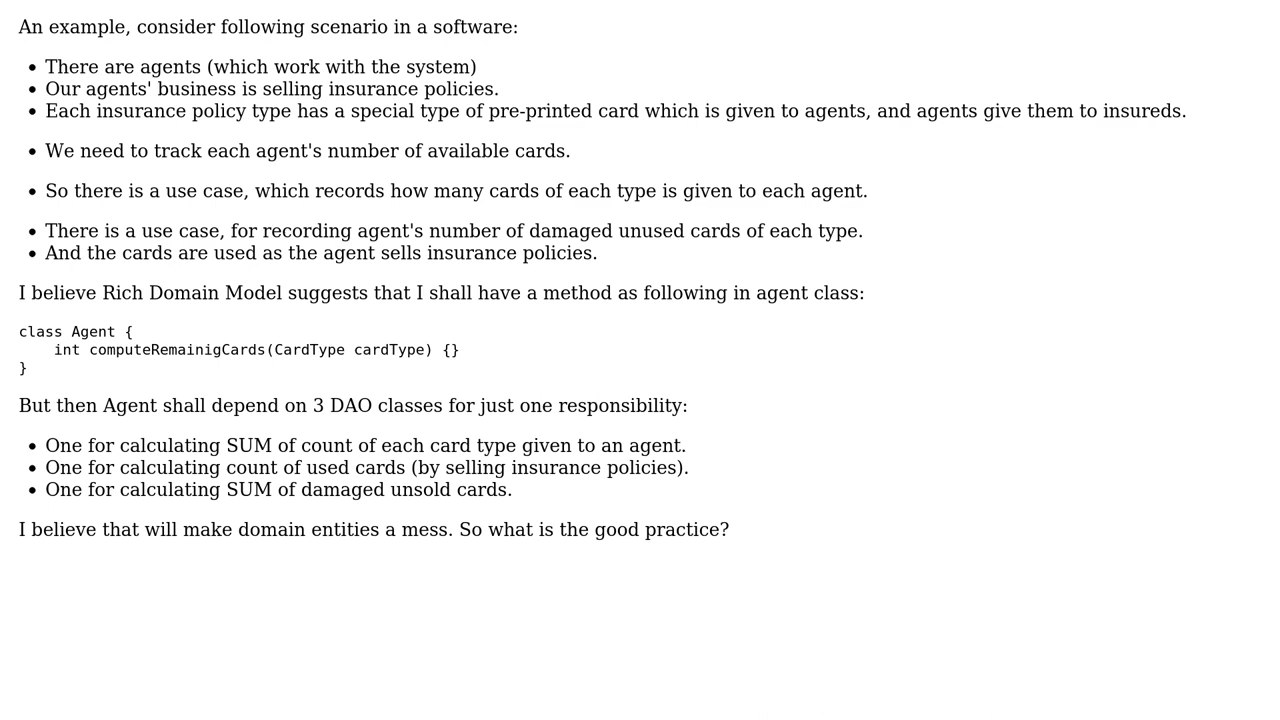 An example, consider following scenario in a software:
• There are agents (which work with the system)
• Our agents' business is selling insurance policies.
• Each insurance policy type has a special type of pre-printed card which is given to agents, and agents give them to insureds.
• We need to track each agent's number of available cards.
• So there is a use case, which records how many cards of each type is given to each agent.
• There is a use case, for recording agent's number of damaged unused cards of each type.
• And the cards are used as the agent sells insurance policies.
I believe Rich Domain Model suggests that I shall have a method as following in agent class:
class Agent {
    int computeRemainigCards(CardType cardType) {}
}
But then Agent shall depend on 3 DAO classes for just one responsibility:
• One for calculating SUM of count of each card type given to an agent.
• One for calculating count of used cards (by selling insurance policies).
• One for calculating SUM of damaged unsold cards.
I believe that will make domain entities a mess. So what is the good practice?